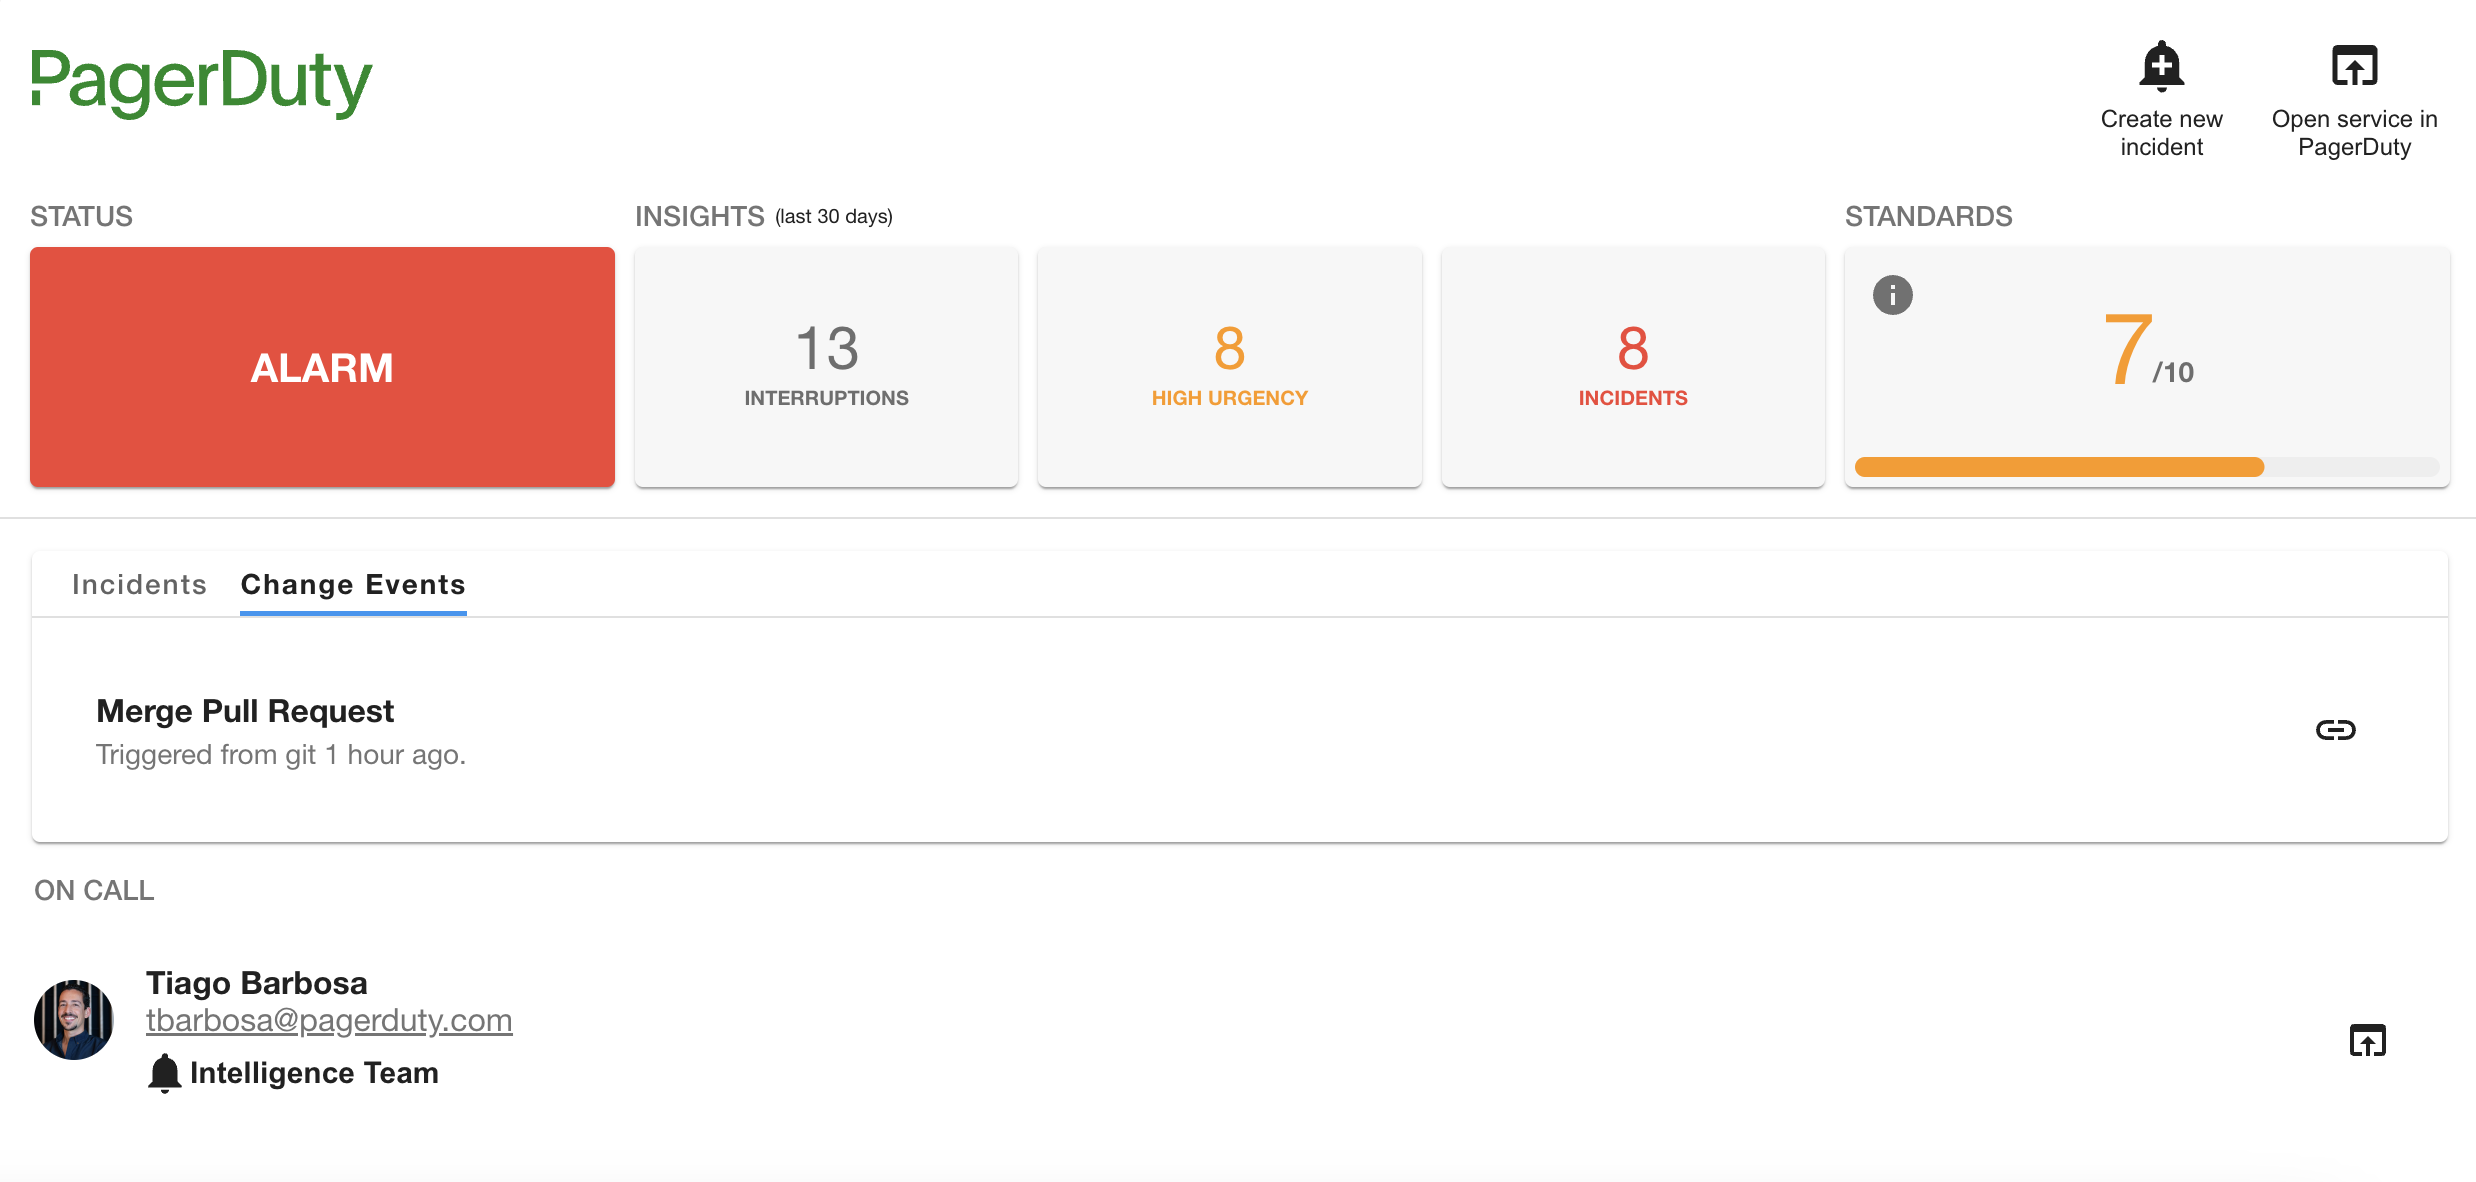 PagerDuty
Create new
incident
Open service in
PagerDuty
STATUS
INSIGHTS (last 30 days)
STANDARDS
ALARM
13
INTERRUPTIONS
8
HIGH URGENCY
8
INCIDENTS
i
7/10
Incidents
Change Events
Merge Pull Request
Triggered from git 1 hour ago.
ON CALL
Tiago Barbosa
tbarbosa@pagerduty.com
Intelligence Team